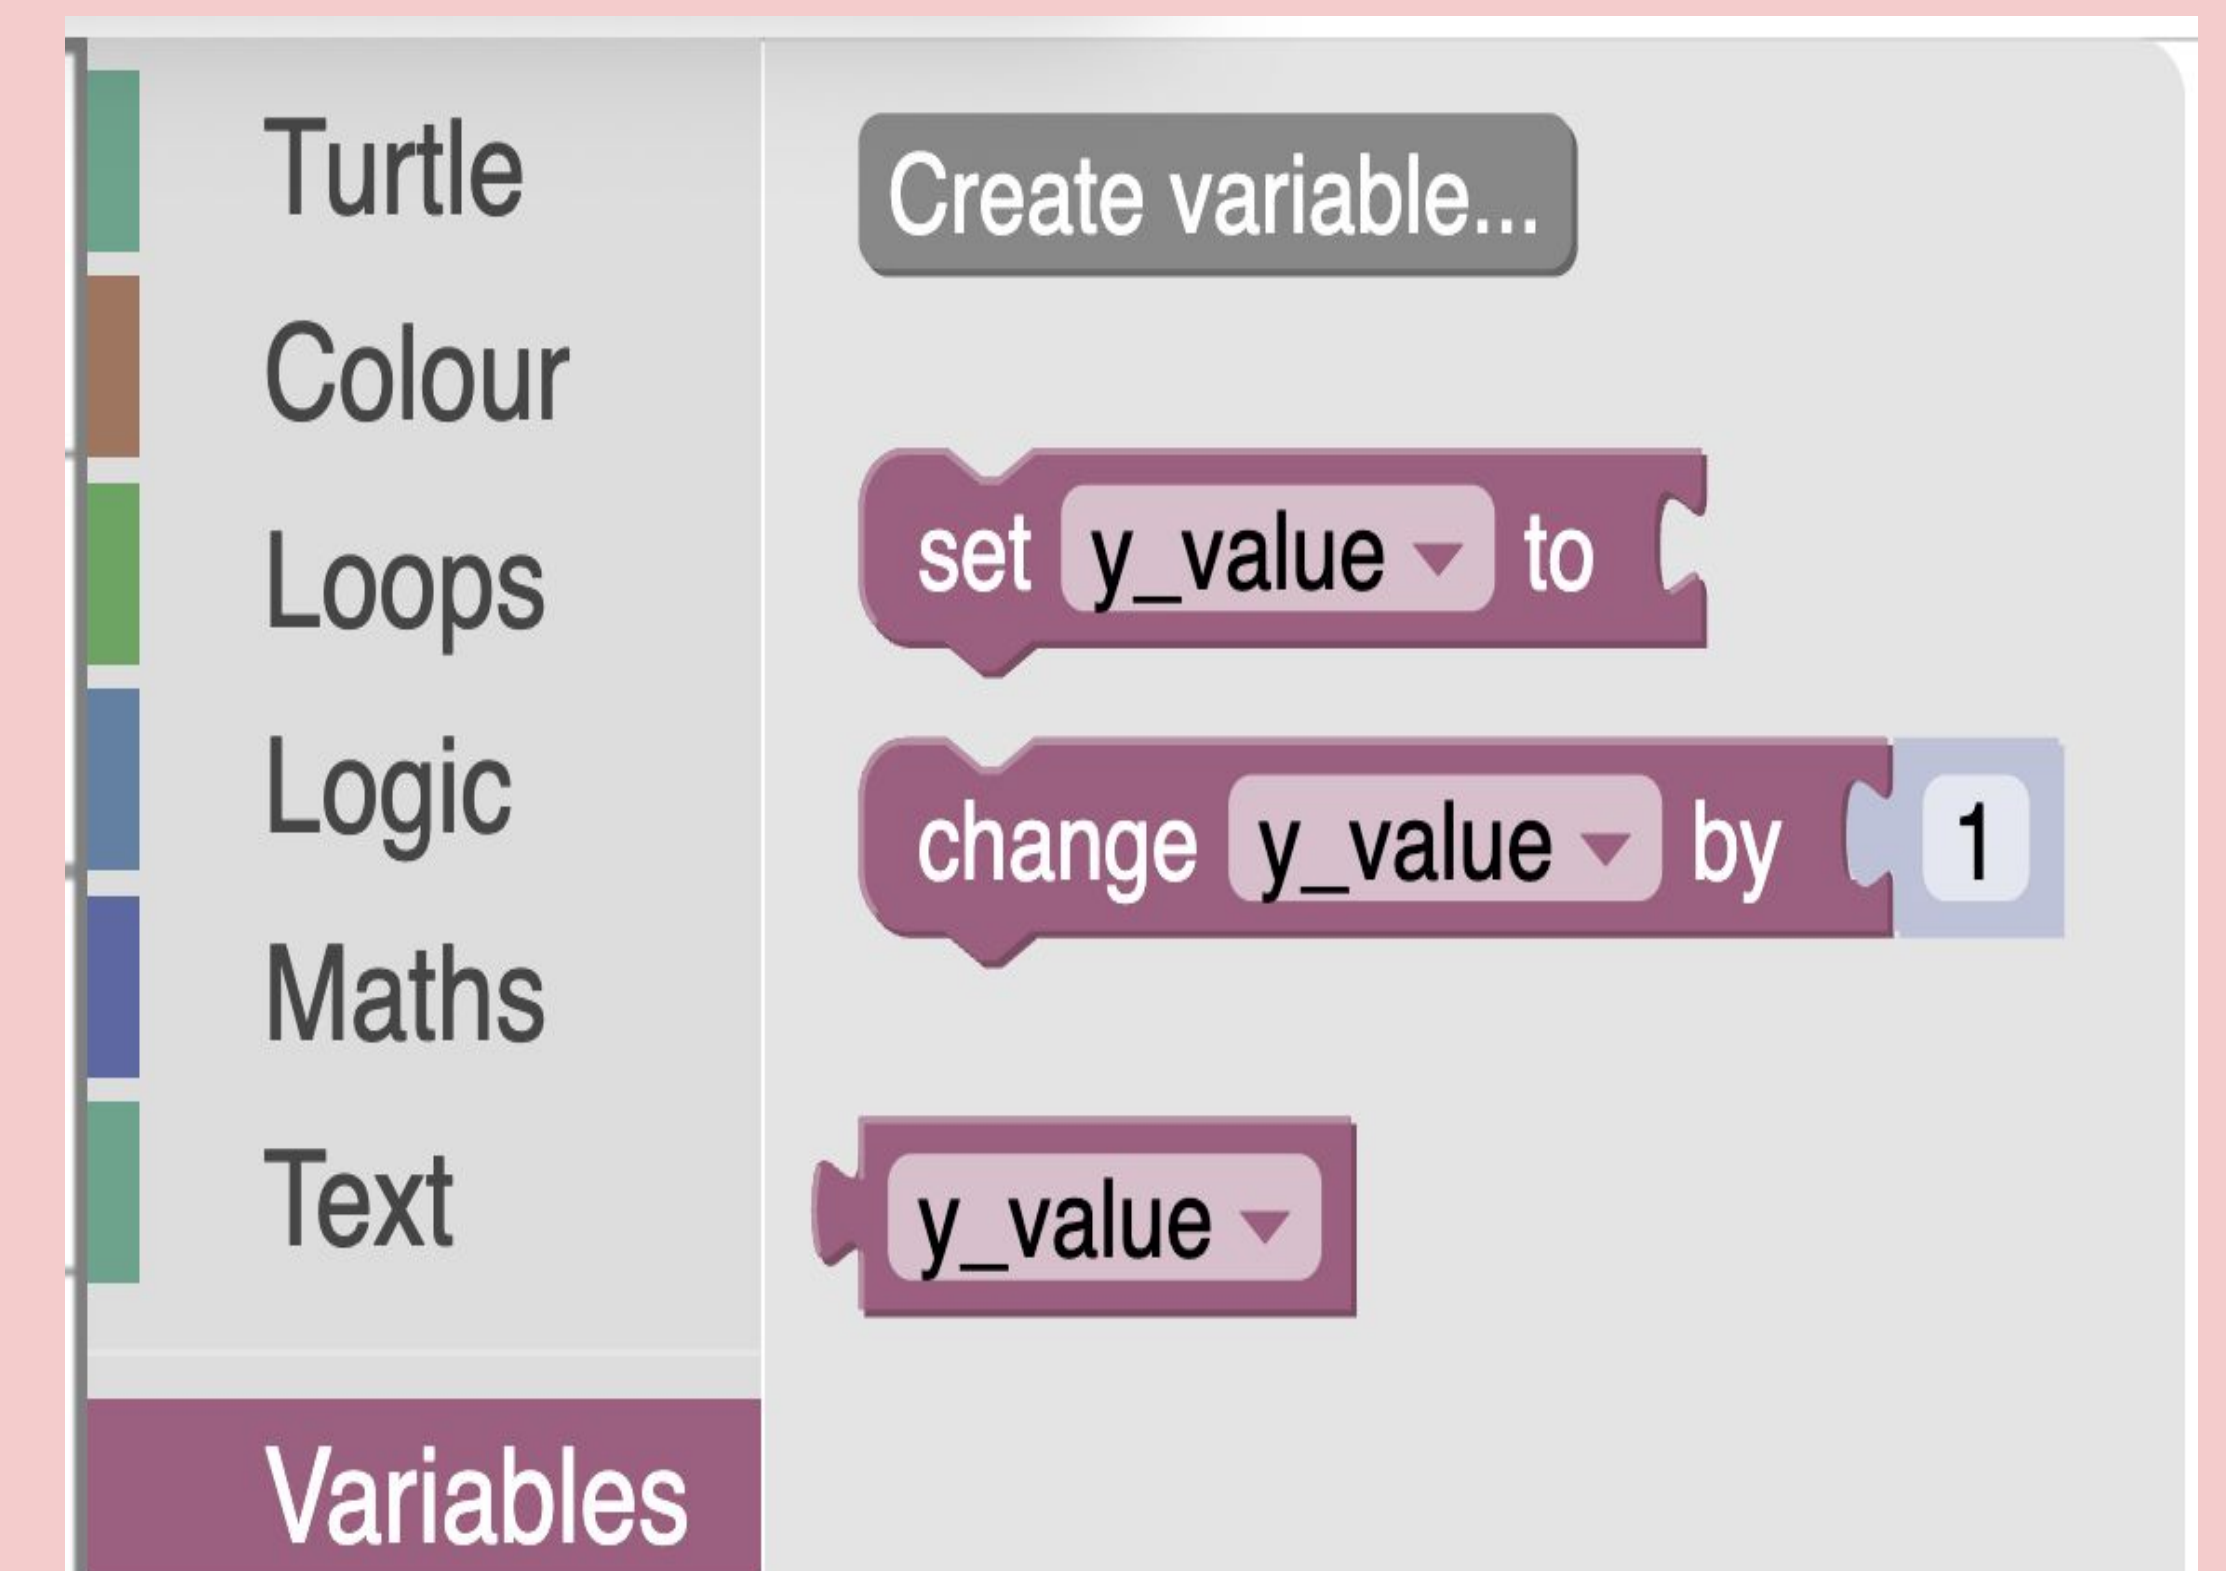 Turtle
Colour
Loops
Logic
Maths
Text
Variables
Create variable...
set y_value to
change y_value by 1
y_value